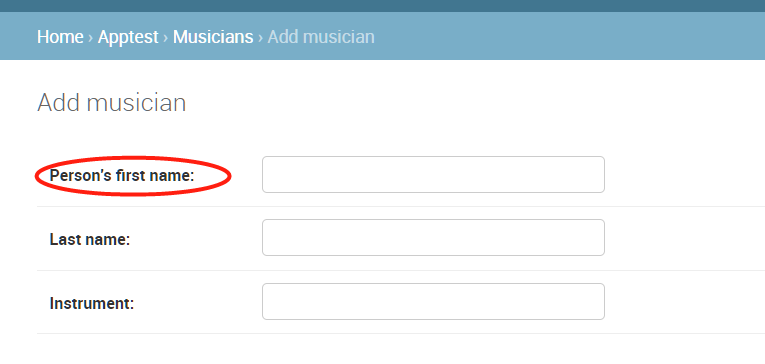 Home › Apptest › Musicians › Add musician
Add musician
Person's first name:
Last name:
Instrument: